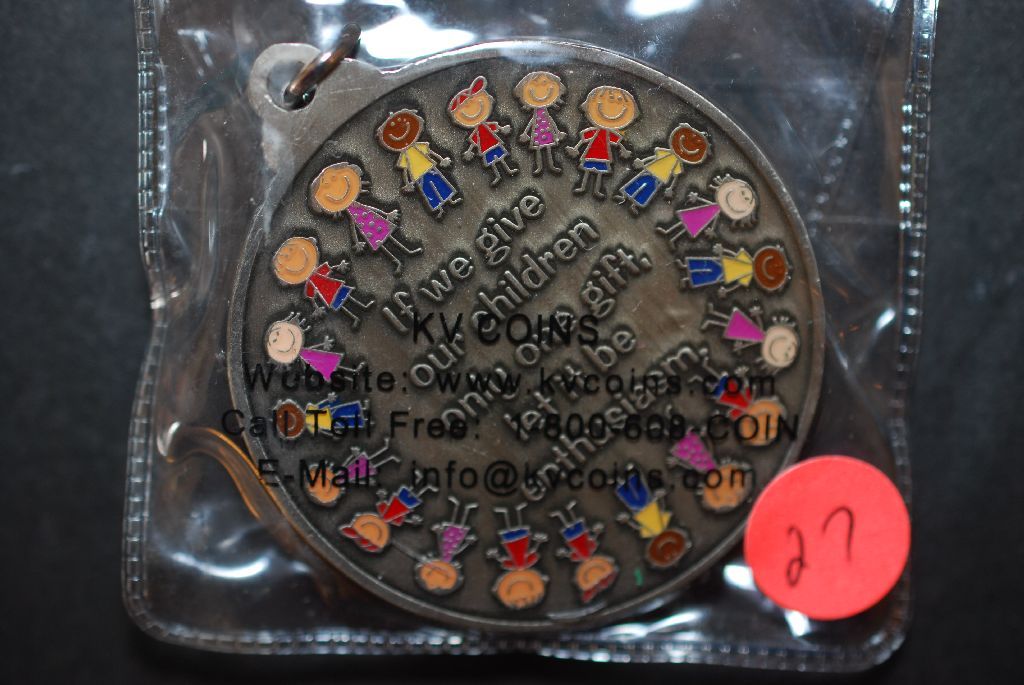 If we give
our children
only one gift,
let it be
enthusiasm.
KV COINS
Website: www.kvcoins.com
Call Toll Free: 1-800-608-COIN
E-Mail: info@kvcoins.com
27